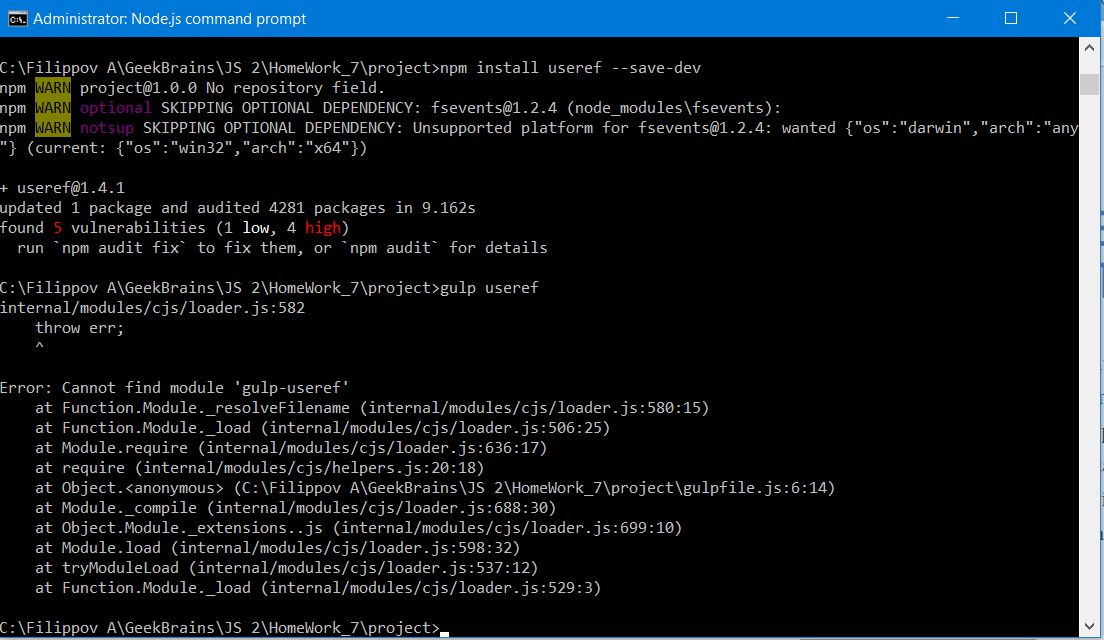 Administrator: Node.js command prompt
C:\Filippov A\GeekBrains\JS 2\HomeWork_7\project>npm install useref --save-dev
npm WARN project@1.0.0 No repository field.
npm WARN optional SKIPPING OPTIONAL DEPENDENCY: fsevents@1.2.4 (node_modules\fsevents):
npm WARN notsup SKIPPING OPTIONAL DEPENDENCY: Unsupported platform for fsevents@1.2.4: wanted {"os":"darwin","arch":"any
"} (current: {"os":"win32","arch":"x64"})
+ useref@1.4.1
updated 1 package and audited 4281 packages in 9.162s
found 5 vulnerabilities (1 low, 4 high)
  run `npm audit fix` to fix them, or `npm audit` for details
C:\Filippov A\GeekBrains\JS 2\HomeWork_7\project>gulp useref
internal/modules/cjs/loader.js:582
    throw err;
    ^
Error: Cannot find module 'gulp-useref'
    at Function.Module._resolveFilename (internal/modules/cjs/loader.js:580:15)
    at Function.Module._load (internal/modules/cjs/loader.js:506:25)
    at Module.require (internal/modules/cjs/loader.js:636:17)
    at require (internal/modules/cjs/helpers.js:20:18)
    at Object.<anonymous> (C:\Filippov A\GeekBrains\JS 2\HomeWork_7\project\gulpfile.js:6:14)
    at Module._compile (internal/modules/cjs/loader.js:688:30)
    at Object.Module._extensions..js (internal/modules/cjs/loader.js:699:10)
    at Module.load (internal/modules/cjs/loader.js:598:32)
    at tryModuleLoad (internal/modules/cjs/loader.js:537:12)
    at Function.Module._load (internal/modules/cjs/loader.js:529:3)
C:\Filippov A\GeekBrains\JS 2\HomeWork_7\project>